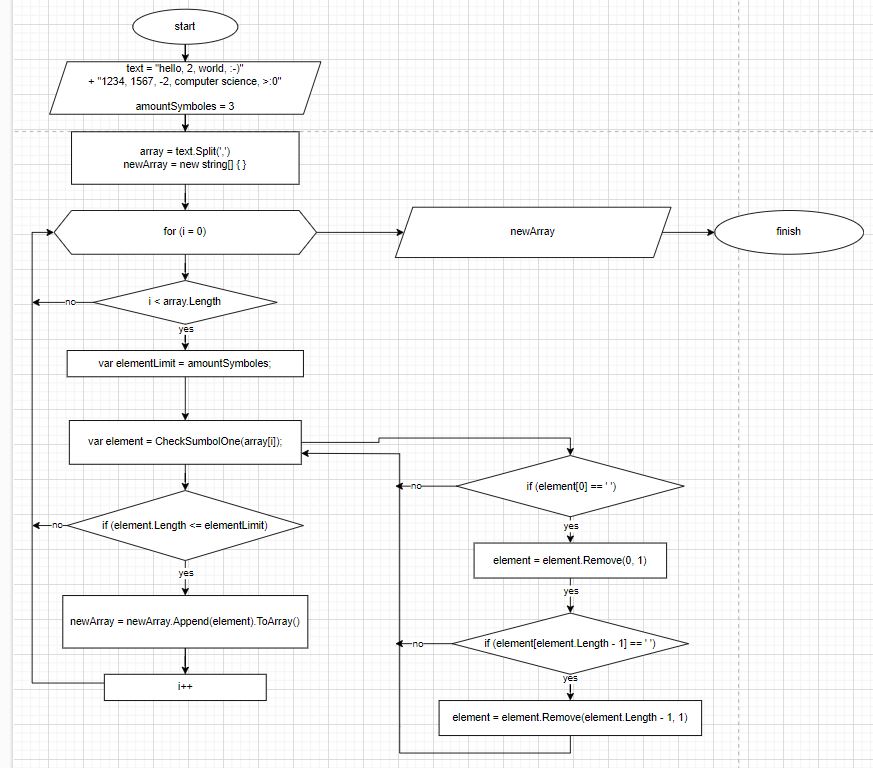 start
text = "hello, 2, world, :-)"
+ "1234, 1567, -2, computer science, >:0"
amountSymboles = 3
array = text.Split(',')
newArray = new string[] { }
for (i = 0)
newArray
finish
i < array.Length
no
yes
var elementLimit = amountSymboles;
var element = CheckSumbolOne(array[i]);
if (element.Length <= elementLimit)
no
yes
newArray = newArray.Append(element).ToArray()
i++
if (element[0] == ' ')
no
yes
element = element.Remove(0, 1)
yes
if (element[element.Length - 1] == ' ')
no
yes
element = element.Remove(element.Length - 1, 1)